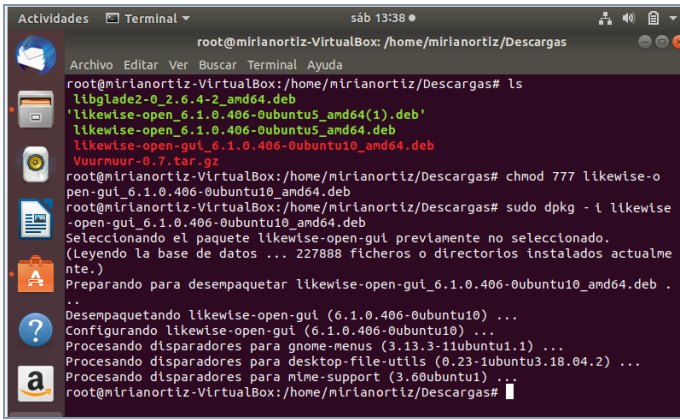 Actividades Terminal sáb 13:38
root@mirianortiz-VirtualBox: /home/mirianortiz/Descargas
Archivo Editar Ver Buscar Terminal Ayuda
root@mirianortiz-VirtualBox:/home/mirianortiz/Descargas# ls
libglade2-0_2.6.4-2_amd64.deb
'likewise-open_6.1.0.406-0ubuntu5_amd64(1).deb'
likewise-open_6.1.0.406-0ubuntu5_amd64.deb
likewise-open-gui_6.1.0.406-0ubuntu10_amd64.deb
Vuurmuur-0.7.tar.gz
root@mirianortiz-VirtualBox:/home/mirianortiz/Descargas# chmod 777 likewise-o
pen-gui_6.1.0.406-0ubuntu10_amd64.deb
root@mirianortiz-VirtualBox:/home/mirianortiz/Descargas# sudo dpkg -i likewise
-open-gui_6.1.0.406-0ubuntu10_amd64.deb
Seleccionando el paquete likewise-open-gui previamente no seleccionado.
(Leyendo la base de datos ... 227888 ficheros o directorios instalados actualme
nte.)
Preparando para desempaquetar likewise-open-gui_6.1.0.406-0ubuntu10_amd64.deb .
..
Desempaquetando likewise-open-gui (6.1.0.406-0ubuntu10) ...
Configurando likewise-open-gui (6.1.0.406-0ubuntu10) ...
Procesando disparadores para gnome-menus (3.13.3-11ubuntu1.1) ...
Procesando disparadores para desktop-file-utils (0.23-1ubuntu3.18.04.2) ...
Procesando disparadores para mime-support (3.60ubuntu1) ...
root@mirianortiz-VirtualBox:/home/mirianortiz/Descargas#